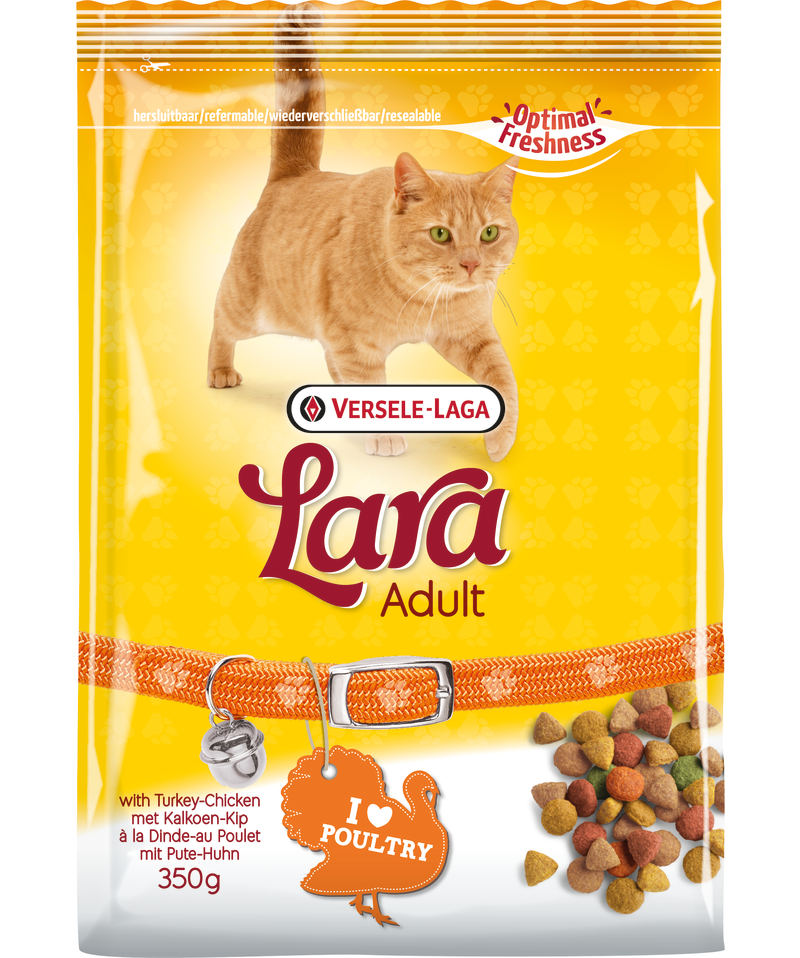 hersluitbaar/refermable/wiederverschließbar/resealable
Optimal
Freshness
VERSELE-LAGA
Lara
Adult
with Turkey-Chicken
met Kalkoen-Kip
à la Dinde-au Poulet
mit Pute-Huhn
350g
I
POULTRY